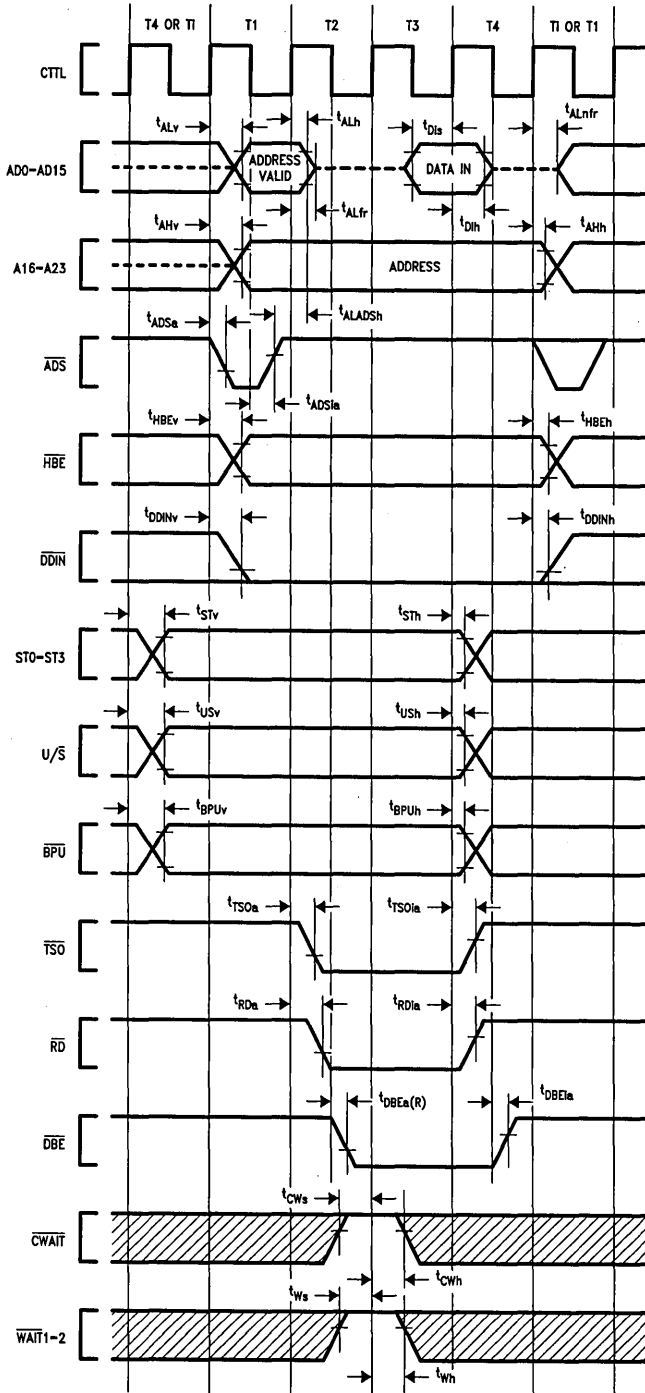 T4 OR Ti T1 T2 T3 T4 Ti OR T1
CTTL
tALv tALh tDis tALnfr
AD0-AD15 ADDRESS VALID DATA IN
tALfr tDIh
tAHv tAHh
A16-A23 ADDRESS
tADSa tALADSh
ADS
tADSia
tHBEv tHBEh
HBE
tDDINv tDDINh
DDIN
tSTv tSTh
ST0-ST3
tUSv tUSh
U/S
tBPUv tBPUh
BPU
tTSOa tTSOia
TSO
tRDa tRDia
RD
tDBEa(R) tDBEia
DBE
tCWs
CWAIT
tCWh
tWs
WAIT1-2
tWh